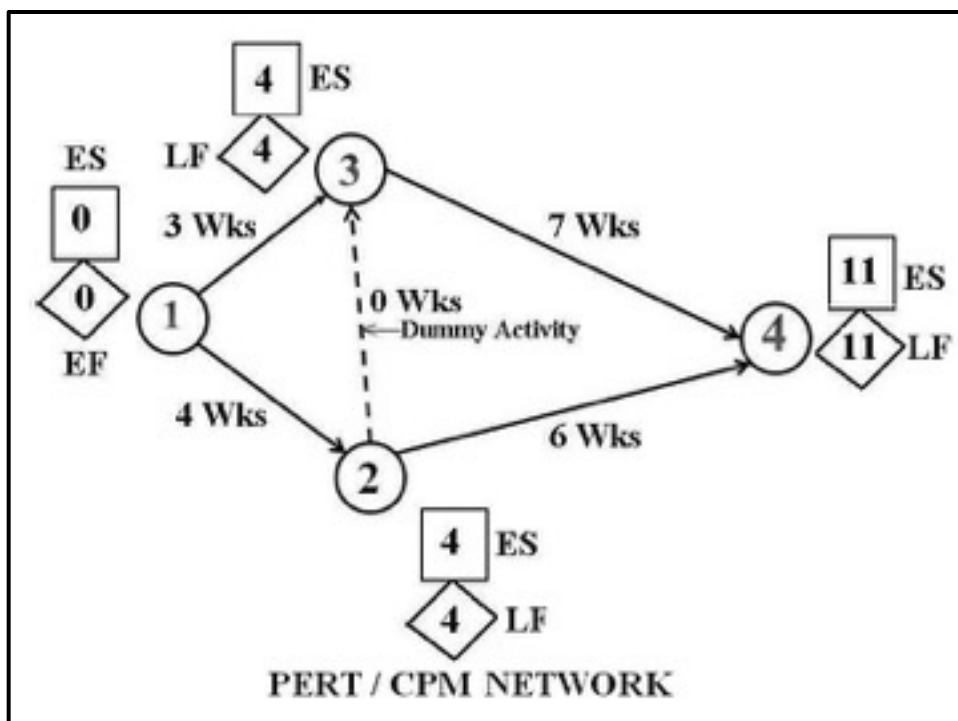 4 ES
LF 4
3
ES
0
0
EF
1
3 Wks
7 Wks
0 Wks
Dummy Activity
4
11 ES
11 LF
4 Wks
6 Wks
2
4 ES
4 LF
PERT / CPM NETWORK